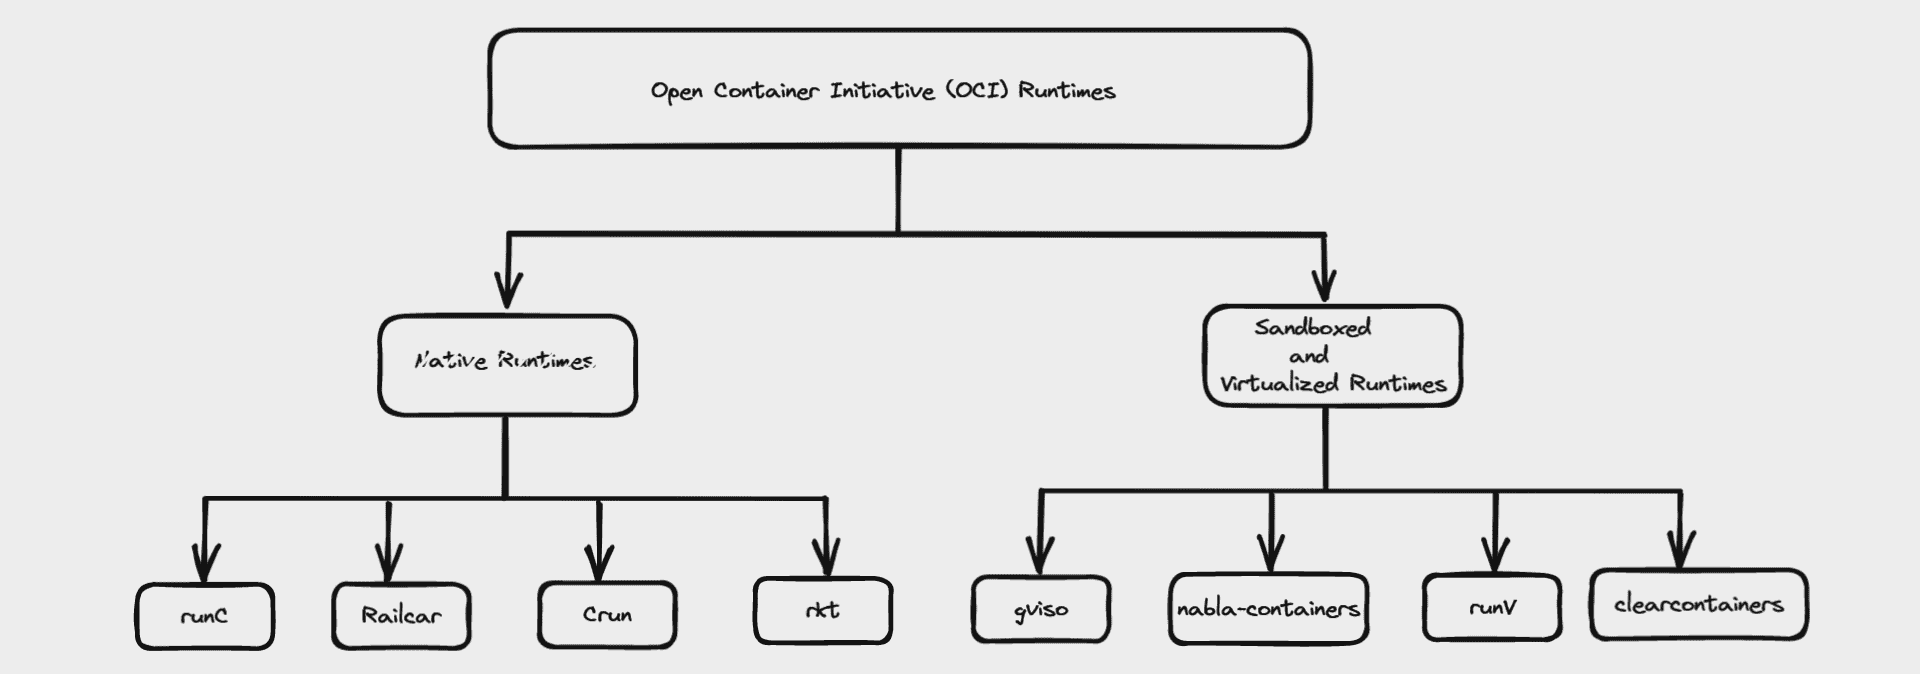 Open Container Initiative (OCI) Runtimes
Native Runtimes
Sandboxed
and
Virtualized Runtimes
runC
Railcar
Crun
rkt
gviso
nabla-containers
runV
clearcontainers